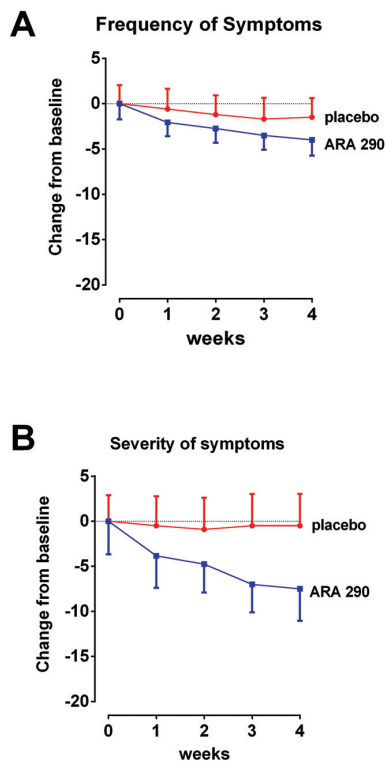 A
Frequency of Symptoms
Change from baseline
5
0
-5
-10
-15
-20
placebo
ARA 290
0 1 2 3 4
weeks
B
Severity of symptoms
Change from baseline
5
0
-5
-10
-15
-20
placebo
ARA 290
0 1 2 3 4
weeks